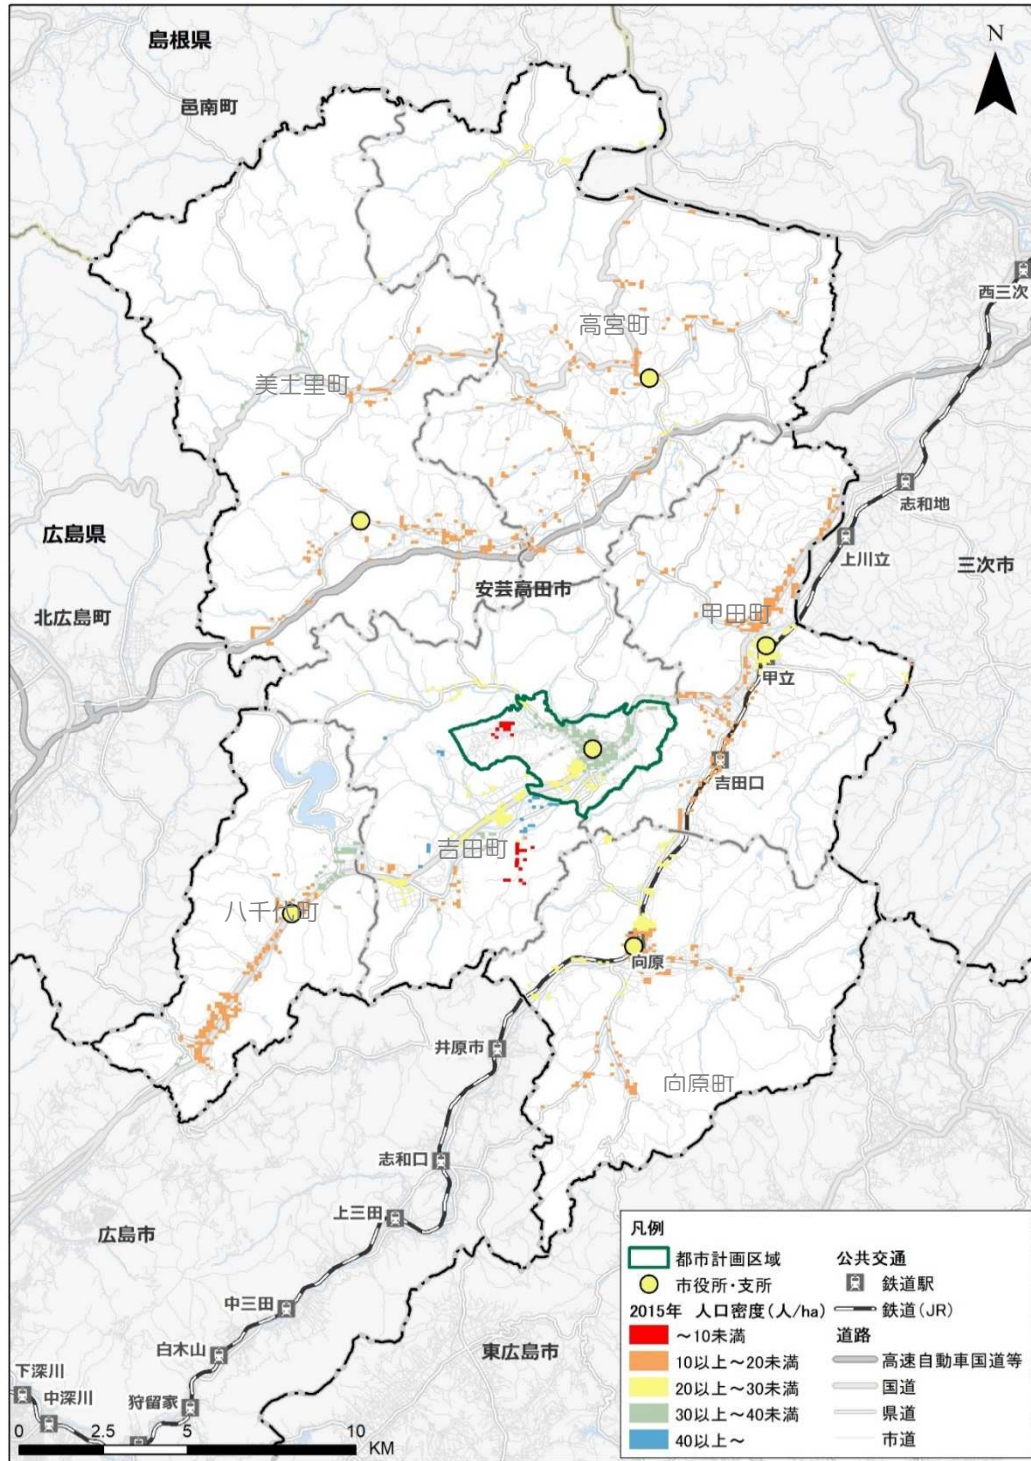 島根県
邑南町
N
西三次
高宮町
美土里町
志和地
広島県
上川立
三次市
安芸高田市
北広島町
甲田町
甲立
吉田口
吉田町
八千代町
向原
井原市
向原町
志和口
上三田
広島市
中三田
東広島市
白木山
下深川
中深川
狩留家
0 2.5 5 10
KM
凡例
都市計画区域
市役所・支所
2015年 人口密度(人/ha)
～10未満
10以上～20未満
20以上～30未満
30以上～40未満
40以上～
公共交通
鉄道駅
鉄道(JR)
道路
高速自動車国道等
国道
県道
市道